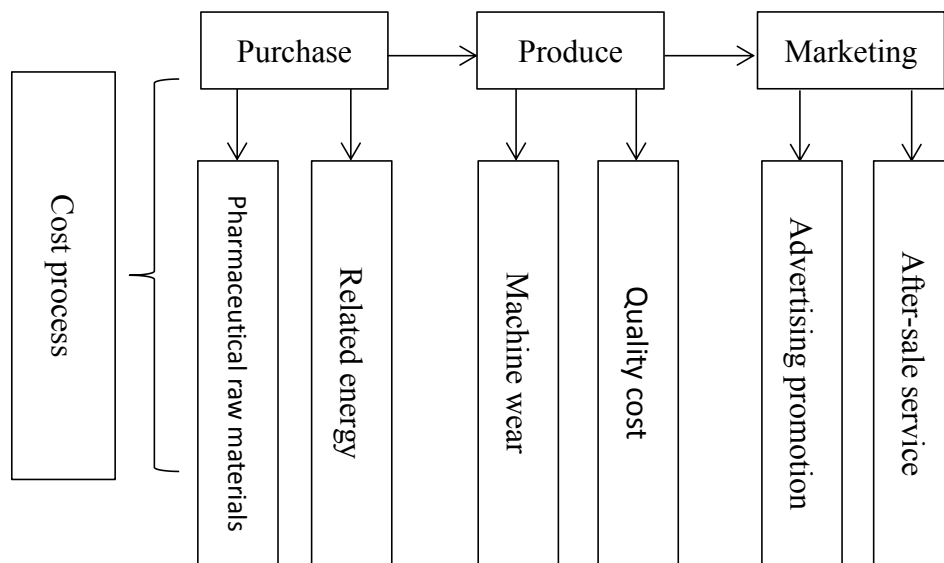 Purchase
Produce
Marketing
Cost process
Pharmaceutical raw materials
Related energy
Machine wear
Quality cost
Advertising promotion
After-sale service